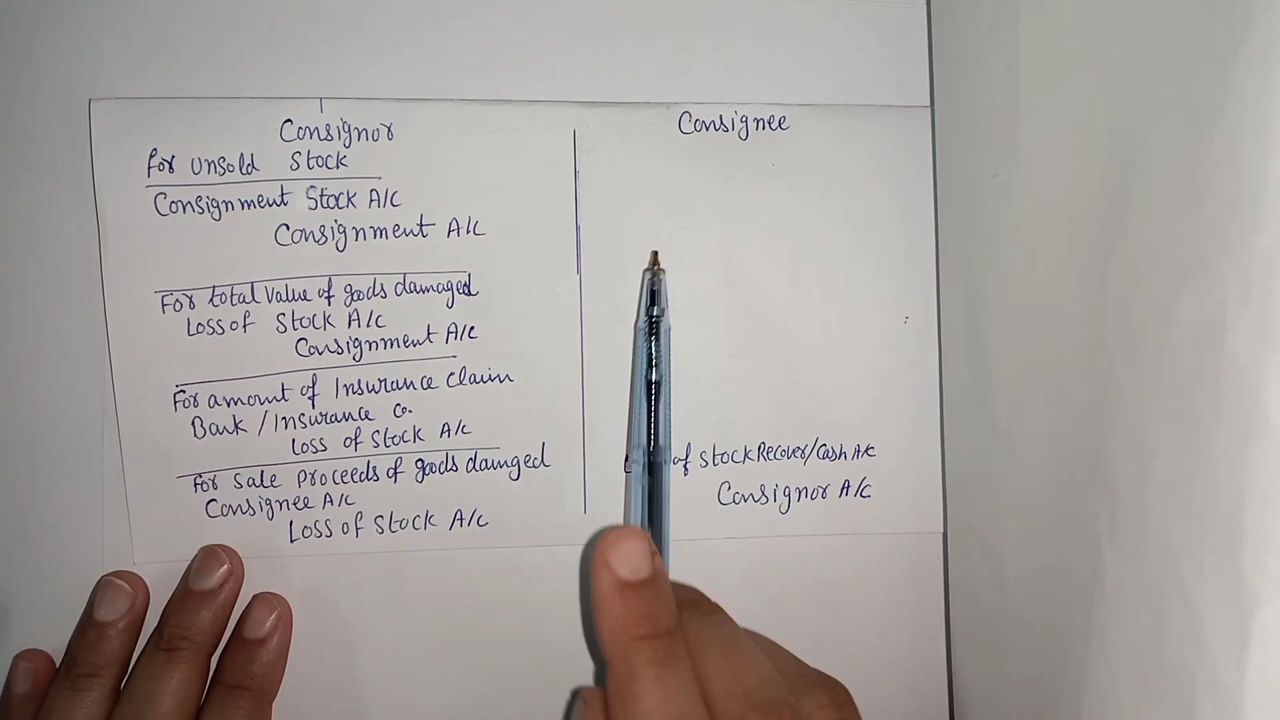 Consignor
for unsold Stock
Consignment Stock A/C
Consignment A/C
For total value of goods damaged
Loss of Stock A/C
Consignment A/C
For amount of Insurance claim
Bank/Insurance Co.
Loss of Stock A/C
for Sale proceeds of goods damged
Consignee A/C
Loss of Stock A/C
Consignee
of stock Recover/Cash A/C
Consignor A/C